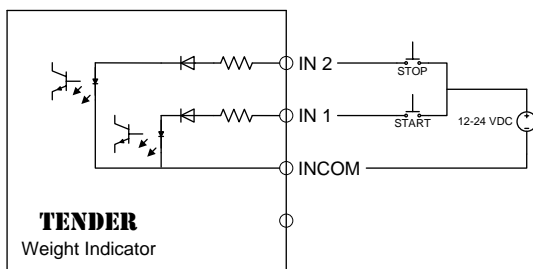 IN 2
STOP
IN 1
START
12-24 VDC
INCOM
TENDER
Weight Indicator